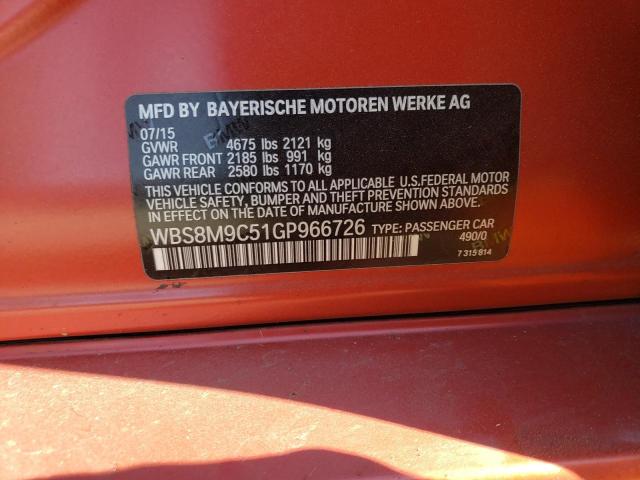 MFD BY BAYERISCHE MOTOREN WERKE AG
07/15
GVWR 4675 lbs 2121 kg
GAWR FRONT 2185 lbs 991 kg
GAWR REAR 2580 lbs 1170 kg
THIS VEHICLE CONFORMS TO ALL APPLICABLE U.S.FEDERAL MOTOR
VEHICLE SAFETY, BUMPER AND THEFT PREVENTION STANDARDS
IN EFFECT ON THE DATE OF MANUFACTURE SHOWN ABOVE.
WBS8M9C51GP966726 TYPE: PASSENGER CAR
490/0
7 315 814